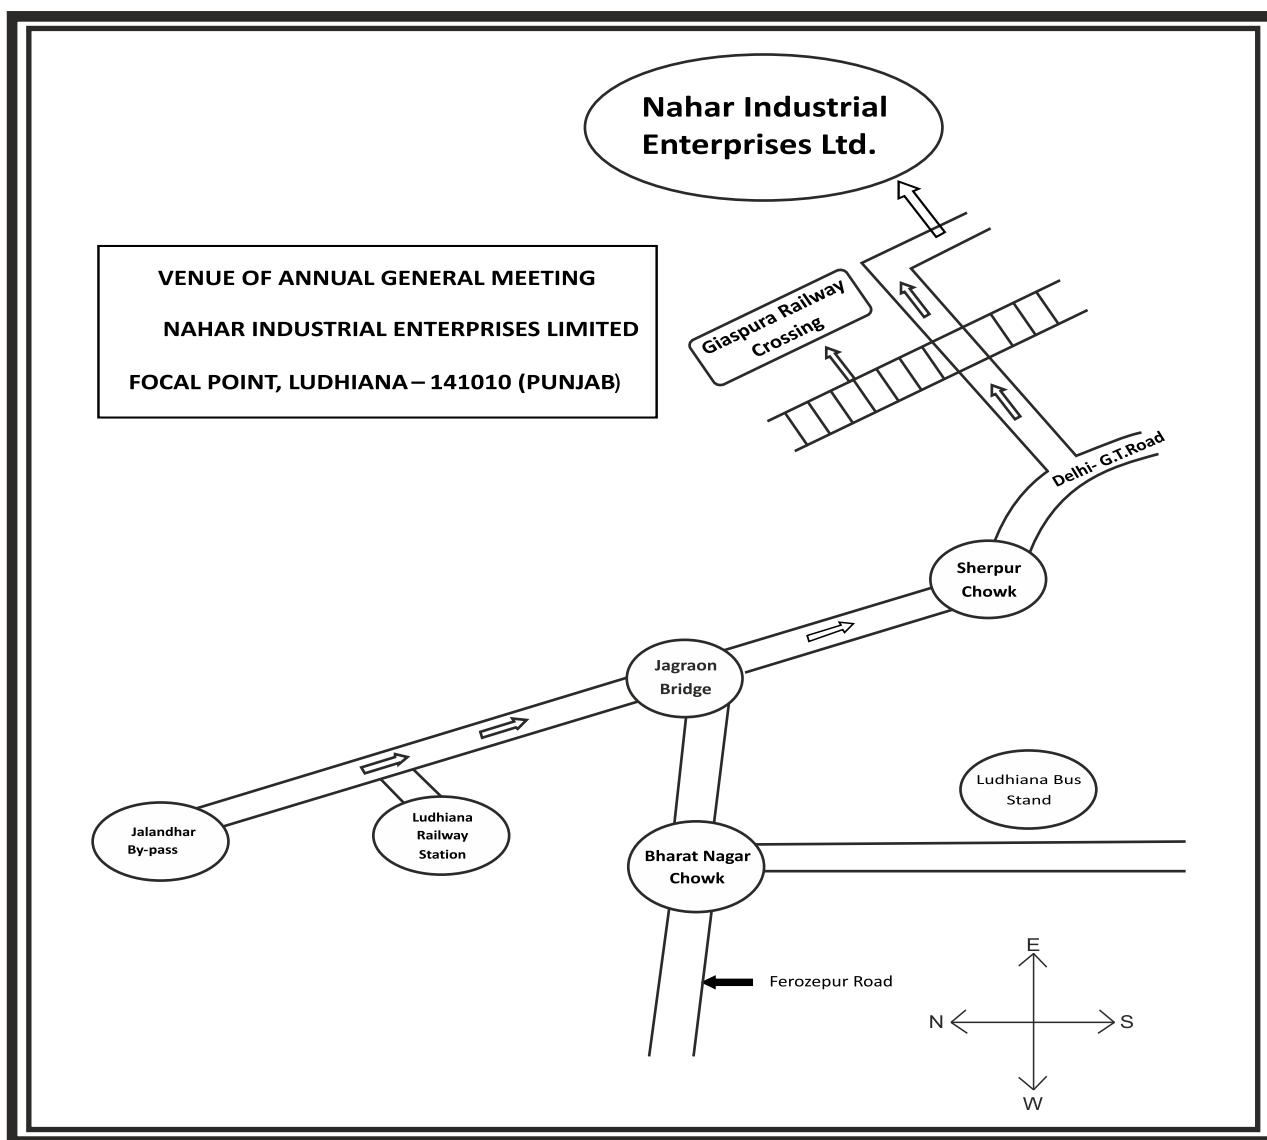 Nahar Industrial
Enterprises Ltd.
VENUE OF ANNUAL GENERAL MEETING
NAHAR INDUSTRIAL ENTERPRISES LIMITED
FOCAL POINT, LUDHIANA – 141010 (PUNJAB)
Giaspura Railway
Crossing
Delhi- G.T.Road
Sherpur
Chowk
Jagraon
Bridge
Ludhiana Bus
Stand
Jalandhar
By-pass
Ludhiana
Railway
Station
Bharat Nagar
Chowk
Ferozepur Road
E
N
S
W